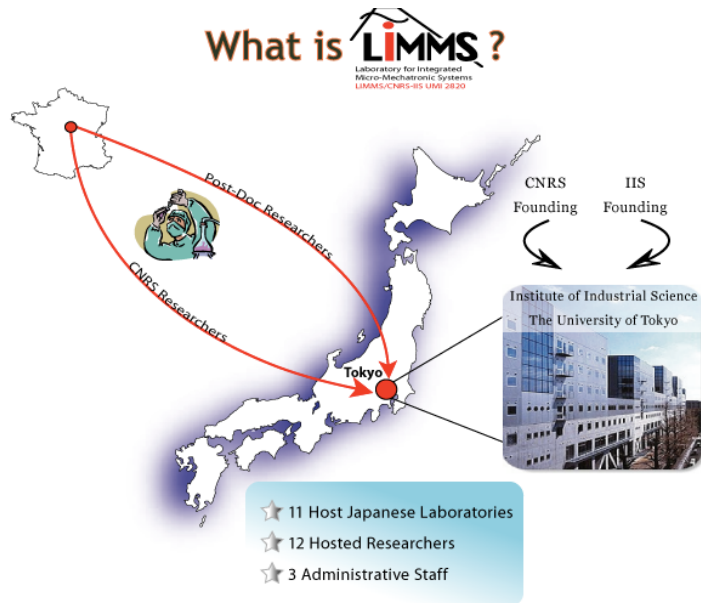 What is LiMMS ?
Laboratory for Integrated
Micro-Mechatronic Systems
LIMMS/CNRS-IIS UMI 2820
Post-Doc Researchers
CNRS Researchers
CNRS
Founding
IIS
Founding
Institute of Industrial Science
The University of Tokyo
Tokyo
11 Host Japanese Laboratories
12 Hosted Researchers
3 Administrative Staff